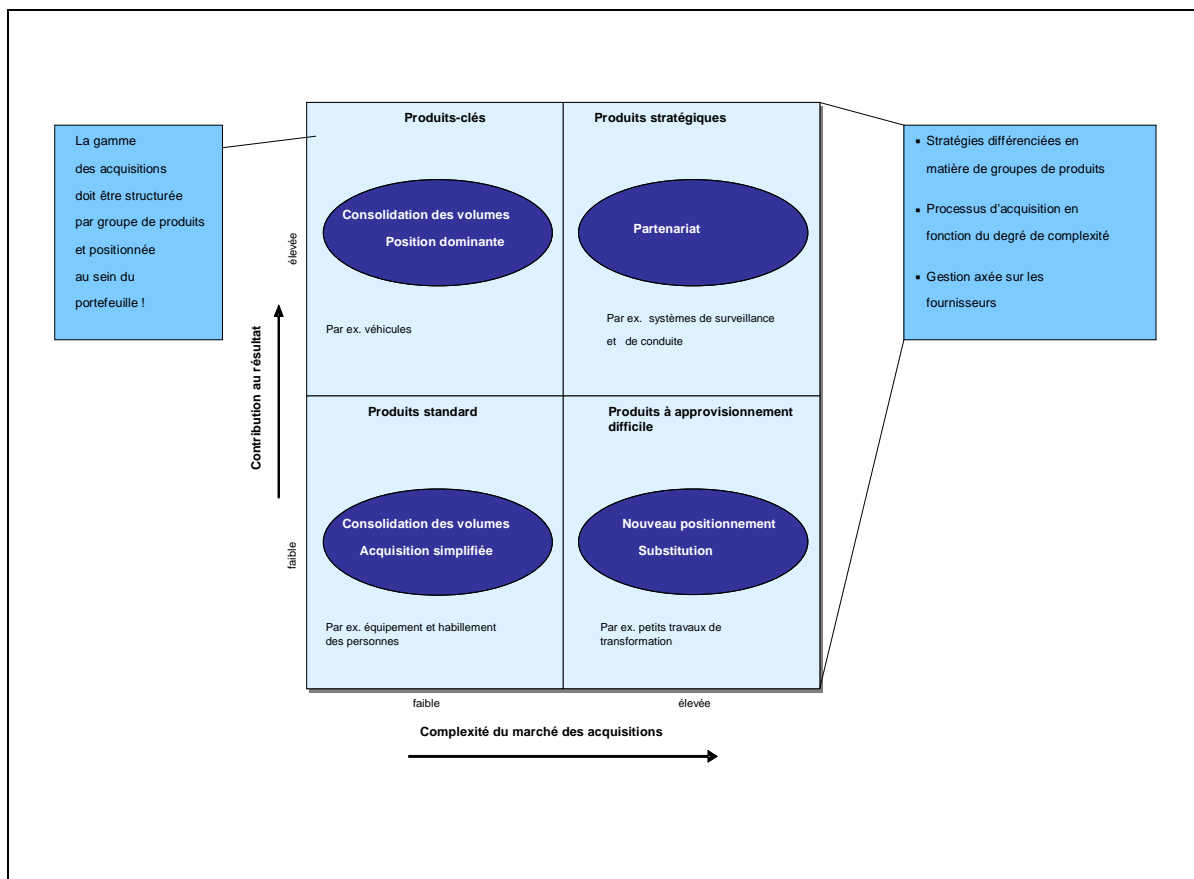 La gamme
des acquisitions
doit être structurée
par groupe de produits
et positionnée
au sein du
portefeuille !
Produits-clés
Consolidation des volumes
Position dominante
Par ex. véhicules
Produits stratégiques
Partenariat
Par ex. systèmes de surveillance
et de conduite
▪ Stratégies différenciées en
matière de groupes de produits
▪ Processus d'acquisition en
fonction du degré de complexité
▪ Gestion axée sur les
fournisseurs
élevée
Contribution au résultat
faible
Produits standard
Consolidation des volumes
Acquisition simplifiée
Par ex. équipement et habillement
des personnes
Produits à approvisionnement
difficile
Nouveau positionnement
Substitution
Par ex. petits travaux de
transformation
faible
élevée
Complexité du marché des acquisitions